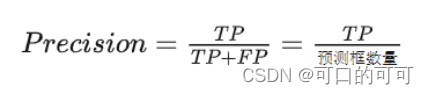 Precision = TP / TP+FP = TP / 预测框数量
CSDN @可口的可可